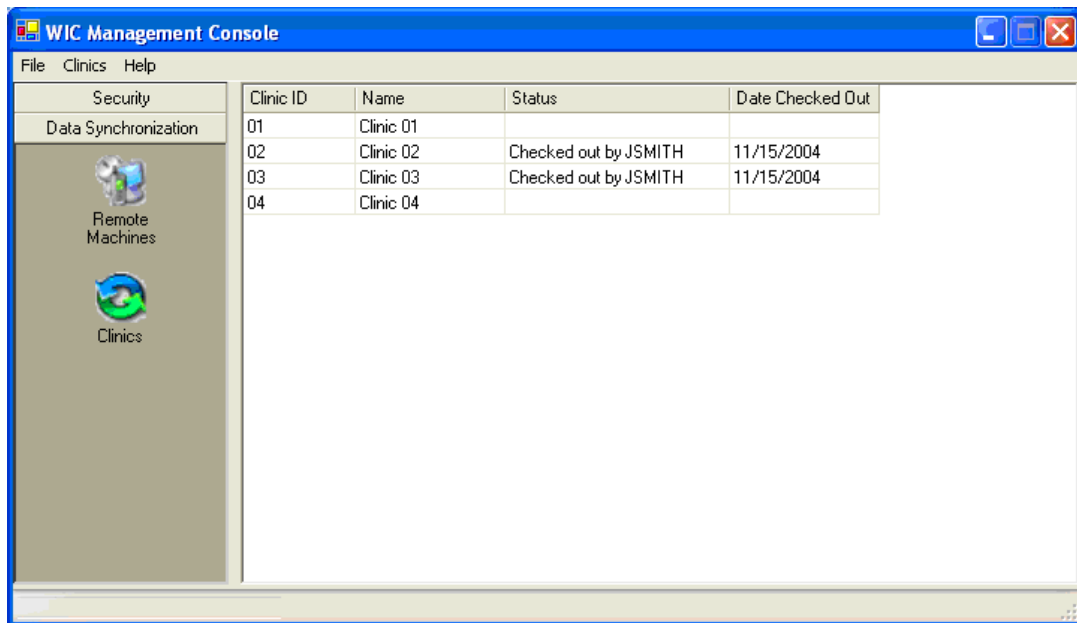 WIC Management Console
File Clinics Help
Security
Data Synchronization
Remote
Machines
Clinics
Clinic ID Name Status Date Checked Out
01 Clinic 01
02 Clinic 02 Checked out by JSMITH 11/15/2004
03 Clinic 03 Checked out by JSMITH 11/15/2004
04 Clinic 04